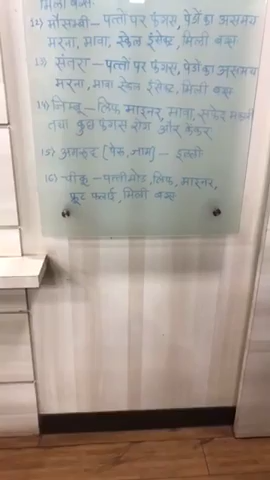 मिली बग्स.
12) मौसम्बी - पत्तों पर फंगस, पेड़ों का असमय
मरना, मावा, स्केल इंसेक्ट, मिली बग्स
13) संतरा - पत्तों पर फंगस, पेड़ों का असमय
मरना, मावा स्केल इंसेक्ट, मिली बग्स
14) निम्बू - लिफ माइनर, मावा, सफेद मक्खी
तथा कुछ फंगस रोग और केंकर
15) अमरूद (पेरू, जाम) - इल्ली
16) चीकू - पत्तीमोड, लिफ, माइनर,
फ्रूट फ्लाई, मिली बग्स